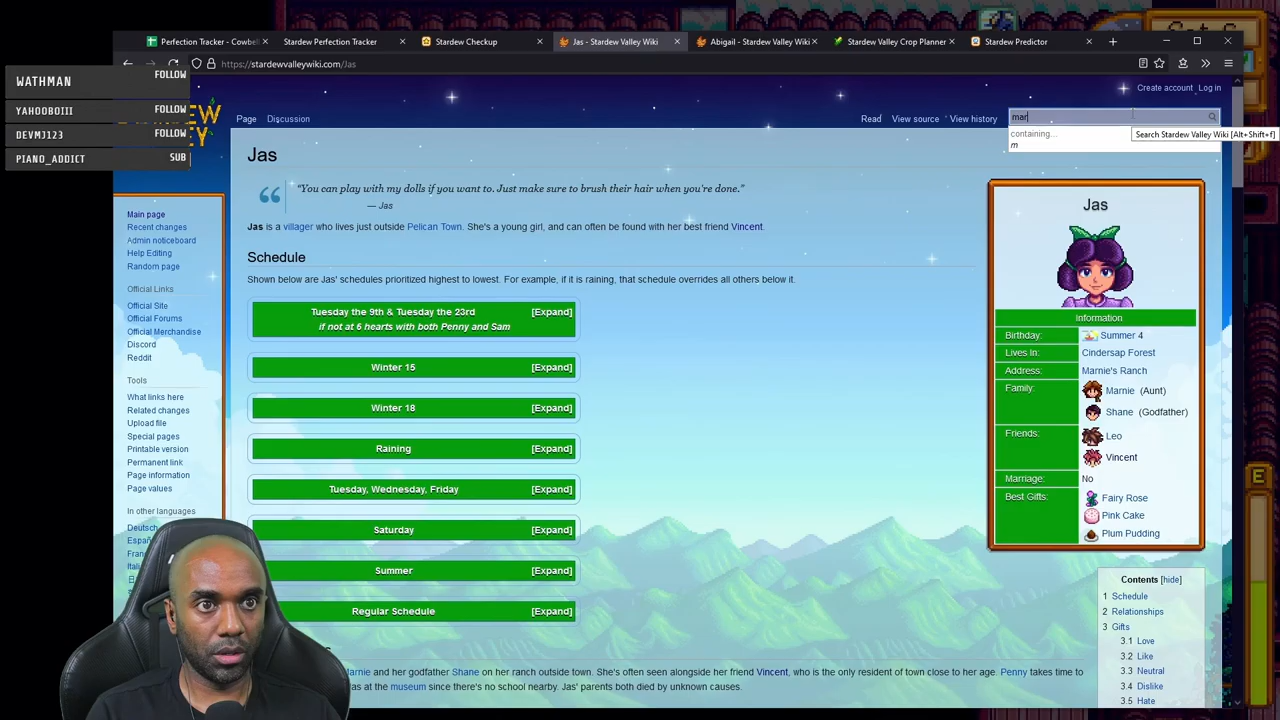 Perfection Tracker - Cowbell
Stardew Perfection Tracker
Stardew Checkup
Jas - Stardew Valley Wiki
Abigail - Stardew Valley Wiki
Stardew Valley Crop Planner
Stardew Predictor
https://stardewvalleywiki.com/Jas
WATHMAN FOLLOW
YAHOOBOIII FOLLOW
DEVMJ123 FOLLOW
PIANO_ADDICT SUB
Create account Log in
Page Discussion
Read View source View history
mar
containing...
m
Search Stardew Valley Wiki [Alt+Shift+f]
Main page
Recent changes
Admin noticeboard
Help Editing
Random page
Official Links
Official Site
Official Forums
Official Merchandise
Discord
Reddit
Tools
What links here
Related changes
Upload file
Special pages
Printable version
Permanent link
Page information
Page values
In other languages
Deutsch
Jas
“You can play with my dolls if you want to. Just make sure to brush their hair when you're done.”
— Jas
Jas is a villager who lives just outside Pelican Town. She's a young girl, and can often be found with her best friend Vincent.
Schedule
Shown below are Jas' schedules prioritized highest to lowest. For example, if it is raining, that schedule overrides all others below it.
Tuesday the 9th & Tuesday the 23rd [Expand]
if not at 6 hearts with both Penny and Sam
Winter 15 [Expand]
Winter 18 [Expand]
Raining [Expand]
Tuesday, Wednesday, Friday [Expand]
Saturday [Expand]
Summer [Expand]
Regular Schedule [Expand]
and her godfather Shane on her ranch outside town. She's often seen alongside her friend Vincent, who is the only resident of town close to her age. Penny takes time to
as at the museum since there's no school nearby. Jas' parents both died by unknown causes.
Jas
Information
Birthday: Summer 4
Lives In: Cindersap Forest
Address: Marnie's Ranch
Family: Marnie (Aunt)
Shane (Godfather)
Friends: Leo
Vincent
Marriage: No
Best Gifts: Fairy Rose
Pink Cake
Plum Pudding
Contents [hide]
1 Schedule
2 Relationships
3 Gifts
3.1 Love
3.2 Like
3.3 Neutral
3.4 Dislike
3.5 Hate
E